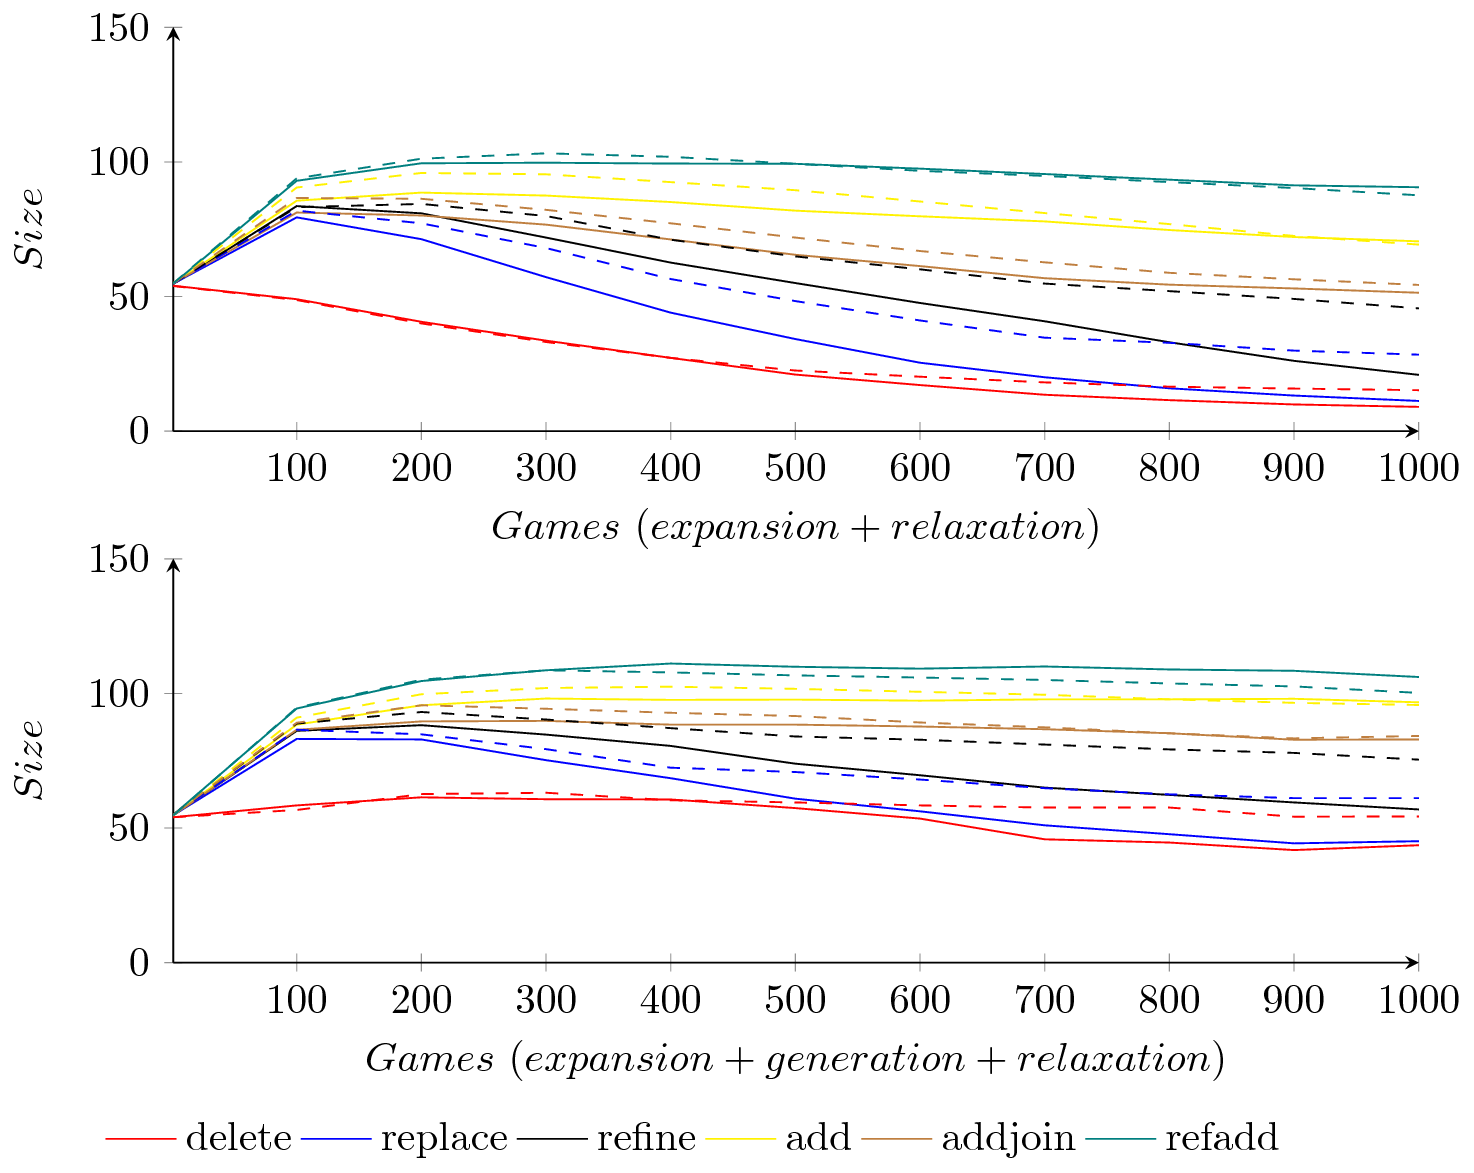 150
100
50
0
Size
100 200 300 400 500 600 700 800 900 1000
Games (expansion + relaxation)
150
100
50
0
Size
100 200 300 400 500 600 700 800 900 1000
Games (expansion + generation + relaxation)
delete replace refine add addjoin refadd